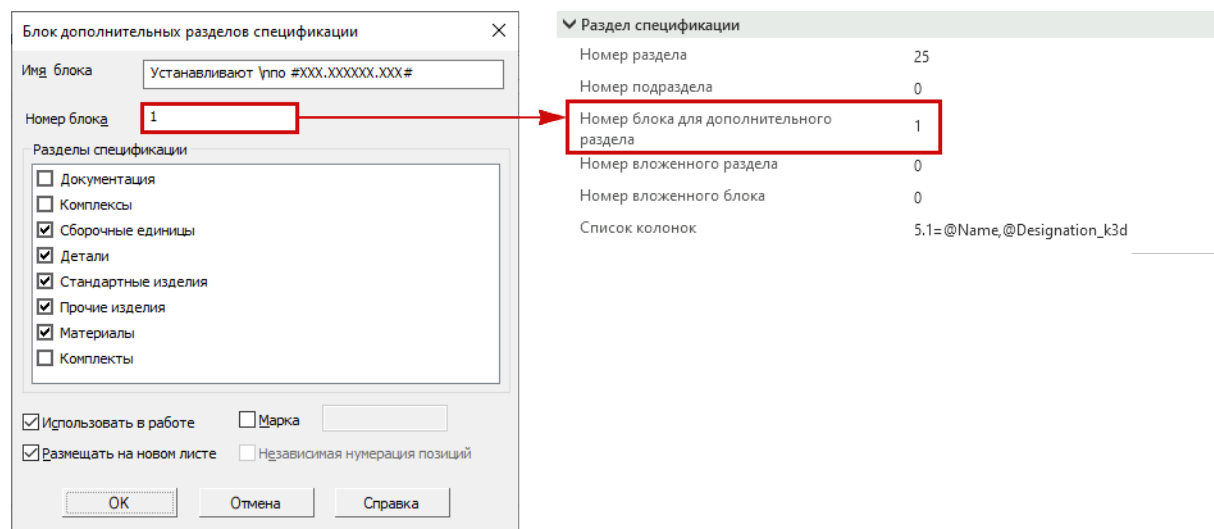 Блок дополнительных разделов спецификации
Имя блока
Устанавливают \nпо #XXX.XXXXXX.XXX#
Номер блока
1
Разделы спецификации
Документация
Комплексы
Сборочные единицы
Детали
Стандартные изделия
Прочие изделия
Материалы
Комплекты
Использовать в работе
Марка
Размещать на новом листе
Независимая нумерация позиций
OK
Отмена
Справка
Раздел спецификации
Номер раздела 25
Номер подраздела 0
Номер блока для дополнительного
раздела 1
Номер вложенного раздела 0
Номер вложенного блока 0
Список колонок 5.1=@Name,@Designation_k3d